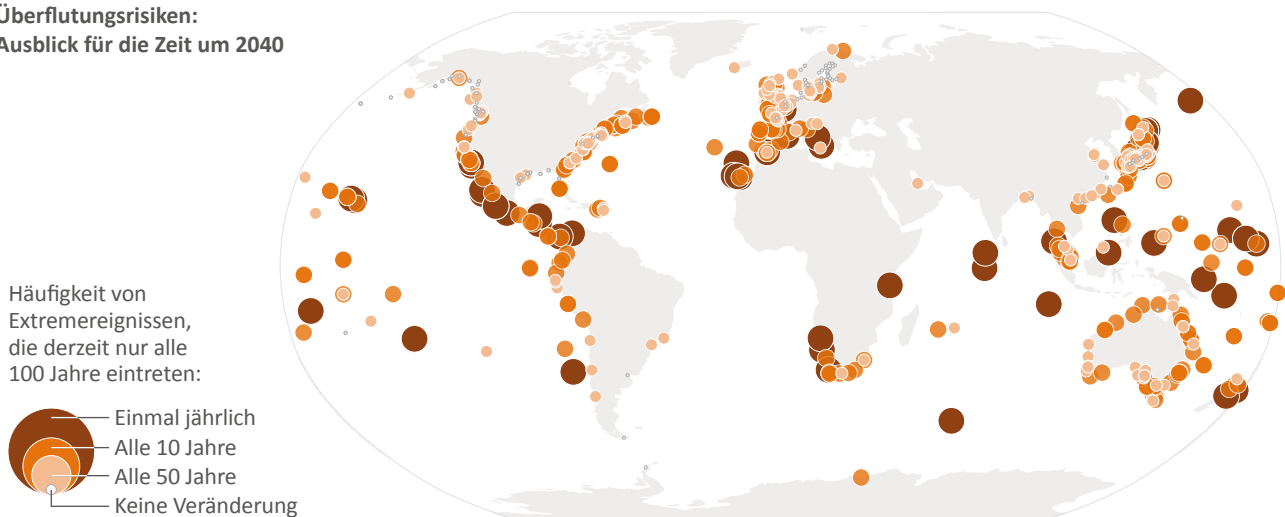 Überflutungsrisiken:
Ausblick für die Zeit um 2040
Häufigkeit von
Extremereignissen,
die derzeit nur alle
100 Jahre eintreten:
Einmal jährlich
Alle 10 Jahre
Alle 50 Jahre
Keine Veränderung